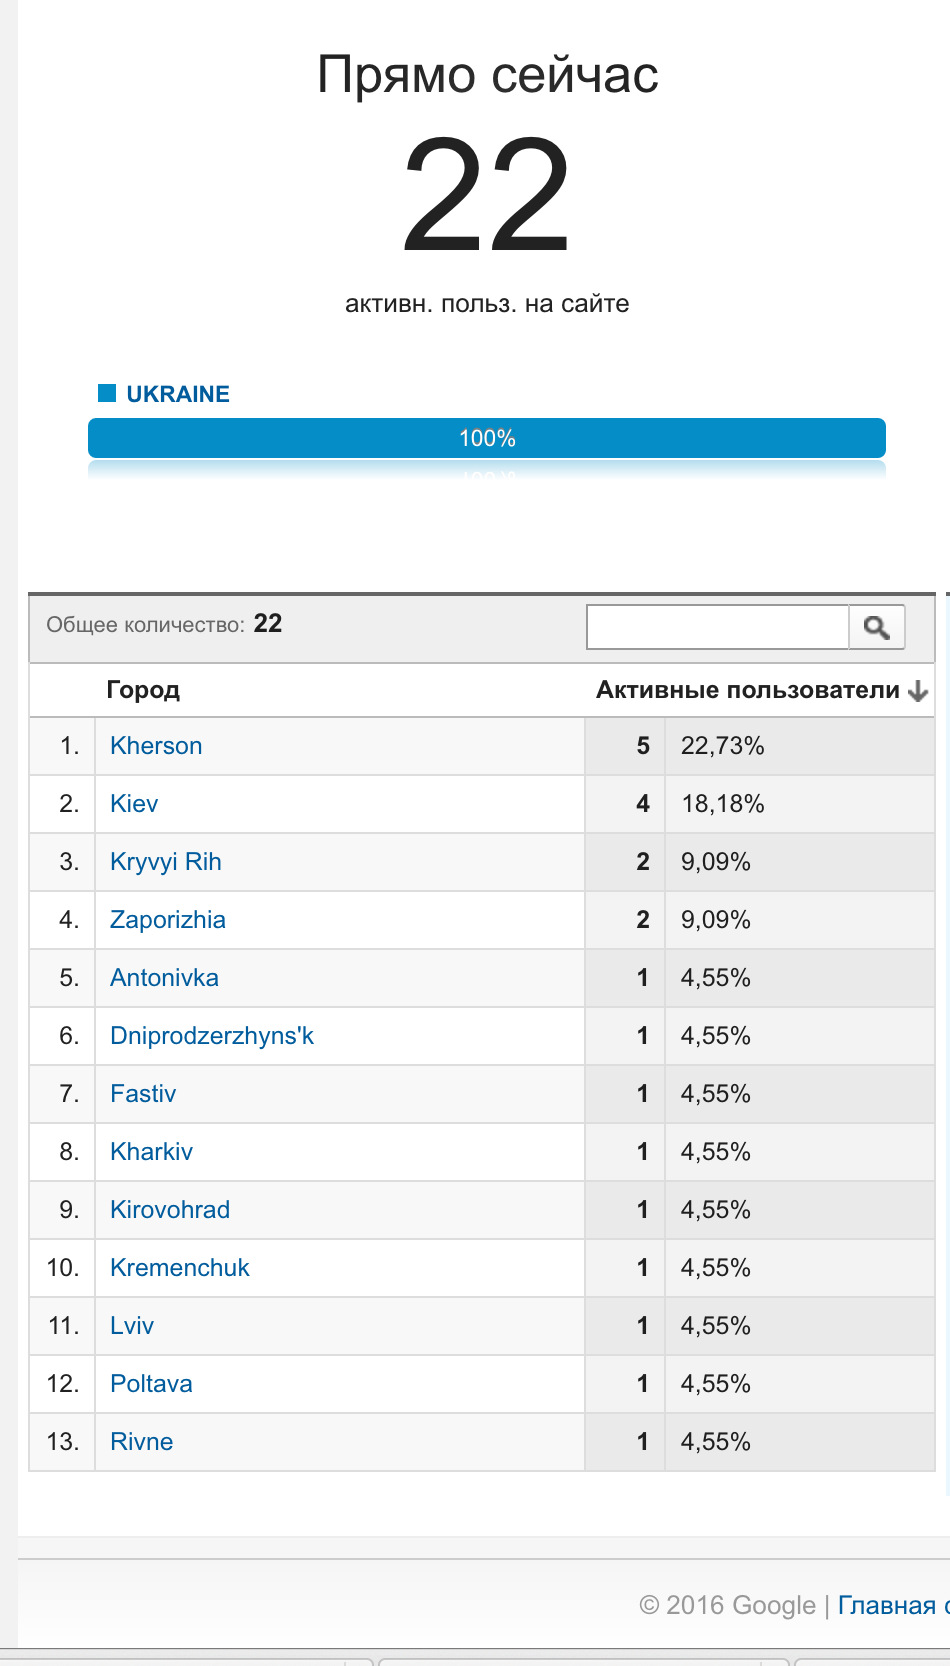 Прямо сейчас
22
активн. польз. на сайте
UKRAINE
100%
Общее количество: 22
Город Активные пользователи
1. Kherson 5 22,73%
2. Kiev 4 18,18%
3. Kryvyi Rih 2 9,09%
4. Zaporizhia 2 9,09%
5. Antonivka 1 4,55%
6. Dniprodzerzhyns'k 1 4,55%
7. Fastiv 1 4,55%
8. Kharkiv 1 4,55%
9. Kirovohrad 1 4,55%
10. Kremenchuk 1 4,55%
11. Lviv 1 4,55%
12. Poltava 1 4,55%
13. Rivne 1 4,55%
© 2016 Google | Главная